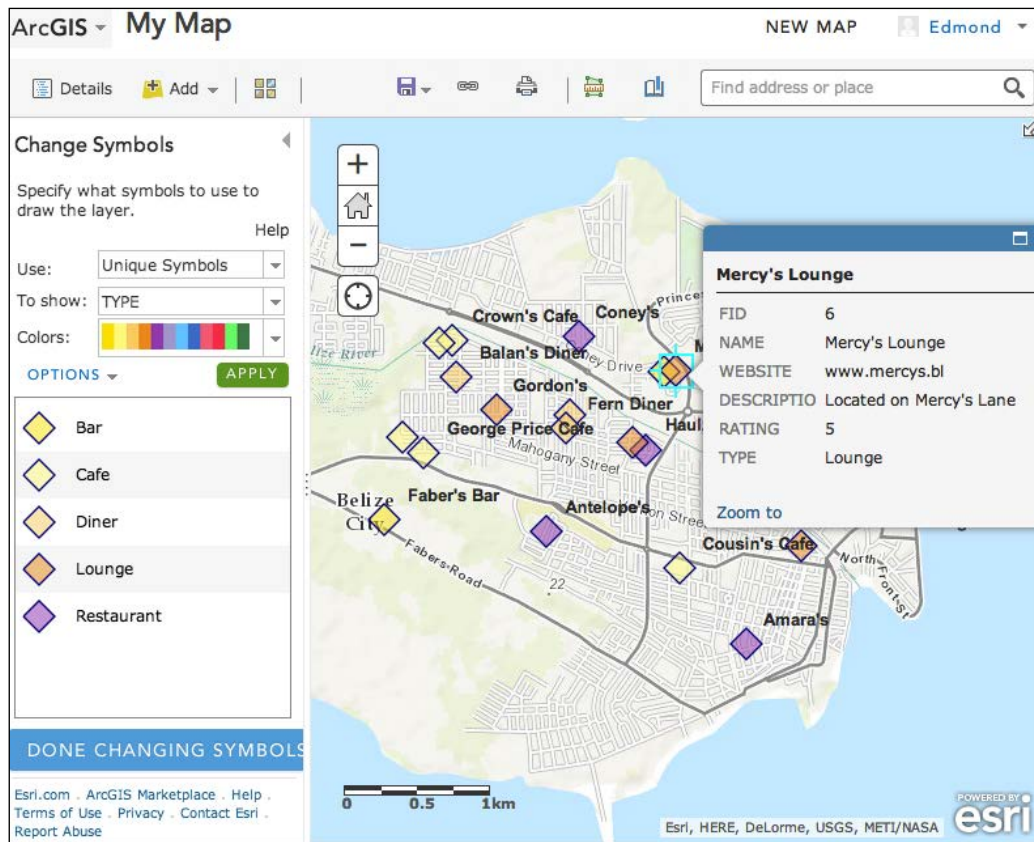 ArcGIS My Map NEW MAP Edmond
Details Add Find address or place
Change Symbols
Specify what symbols to use to
draw the layer.
Help
Use: Unique Symbols
To show: TYPE
Colors:
OPTIONS APPLY
Bar
Cafe
Diner
Lounge
Restaurant
DONE CHANGING SYMBOLS
Esri.com . ArcGIS Marketplace . Help .
Terms of Use . Privacy . Contact Esri .
Report Abuse
+
−
Crown's Cafe
Coney's
Balan's Diner
Drive
Gordon's
Fern Diner
George Price Cafe
Mahogany Street
Faber's Bar
Belize
City
Antelope's
Fabers Road
22
Cousin's Cafe
North Front St
Amara's
Mercy's Lounge
FID 6
NAME Mercy's Lounge
WEBSITE www.mercys.bl
DESCRIPTIO Located on Mercy's Lane
RATING 5
TYPE Lounge
Zoom to
0 0.5 1km
Esri, HERE, DeLorme, USGS, METI/NASA
POWERED BY
esri